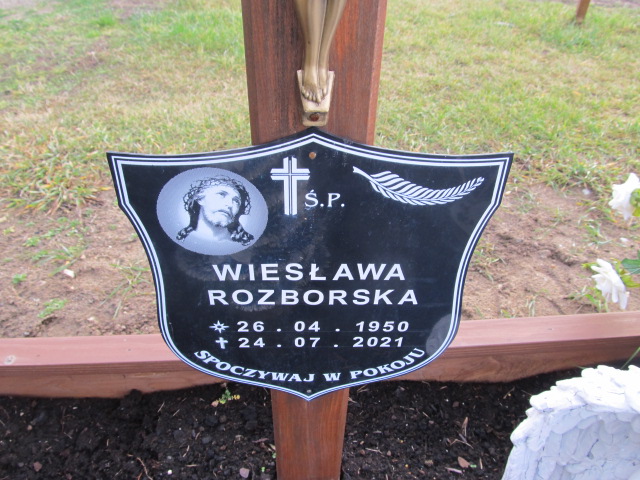 Ś.P.
WIESŁAWA
ROZBORSKA
26 . 04 . 1950
24 . 07 . 2021
SPOCZYWAJ W POKOJU